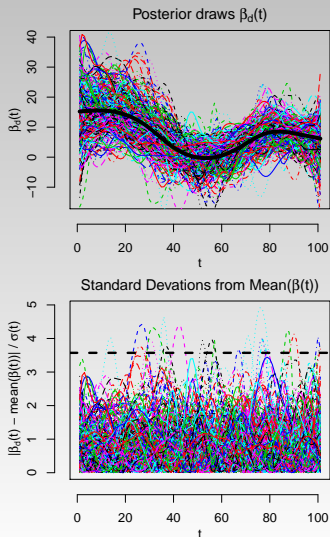 Posterior draws βd(t)
βd(t)
40
30
20
10
0
−10
0 20 40 60 80 100
t
Standard Devations from Mean(β(t))
|βd(t) − mean(β(t))| / σ(t)
5
4
3
2
1
0
0 20 40 60 80 100
t